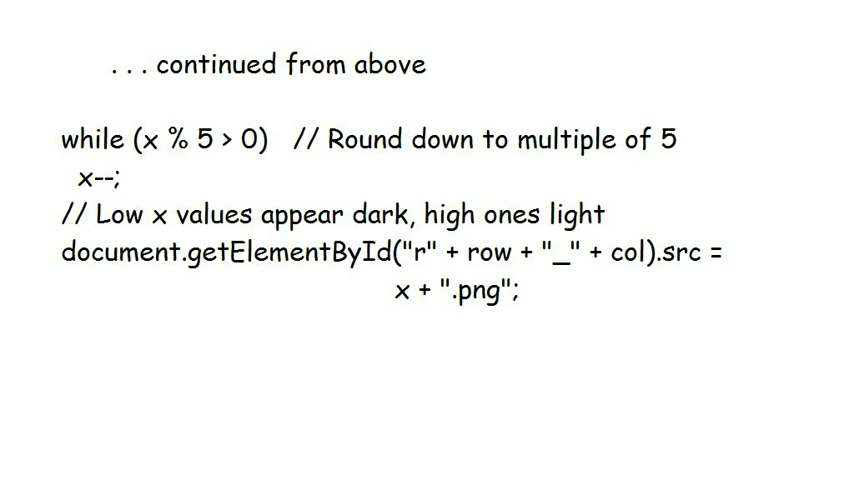 . . . continued from above
while (x % 5 > 0) // Round down to multiple of 5
x--;
// Low x values appear dark, high ones light
document.getElementById("r" + row + "_" + col).src =
x + ".png";